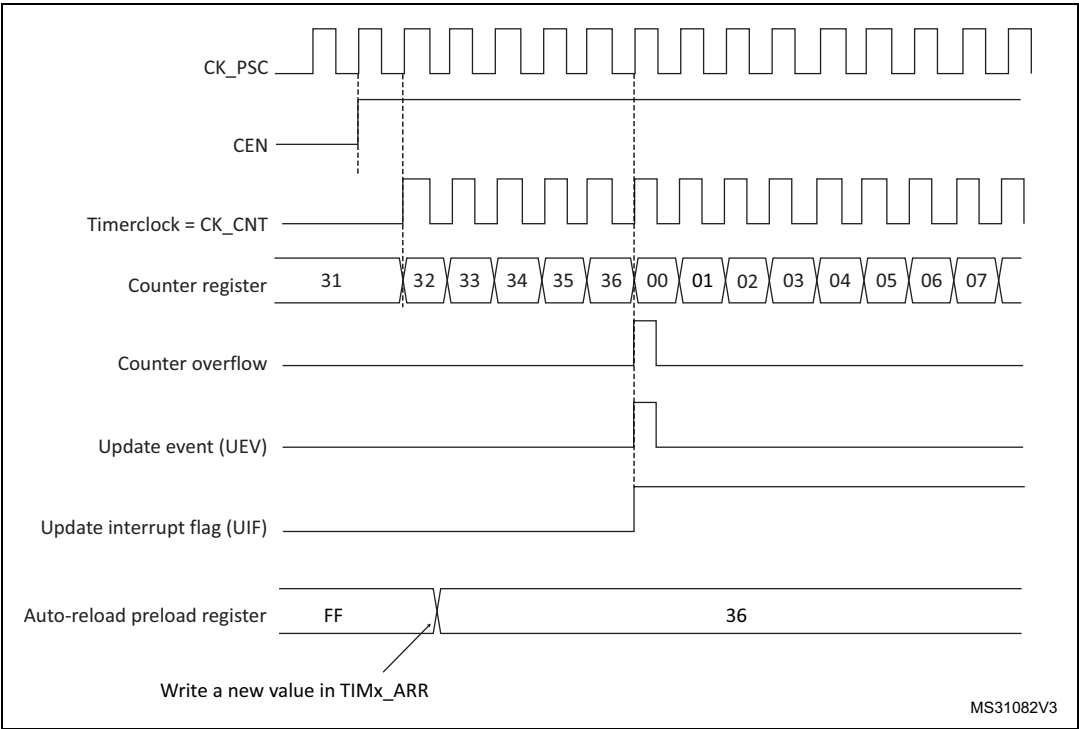 CK_PSC
CEN
Timerclock = CK_CNT
Counter register 31 32 33 34 35 36 00 01 02 03 04 05 06 07
Counter overflow
Update event (UEV)
Update interrupt flag (UIF)
Auto-reload preload register FF 36
Write a new value in TIMx_ARR
MS31082V3